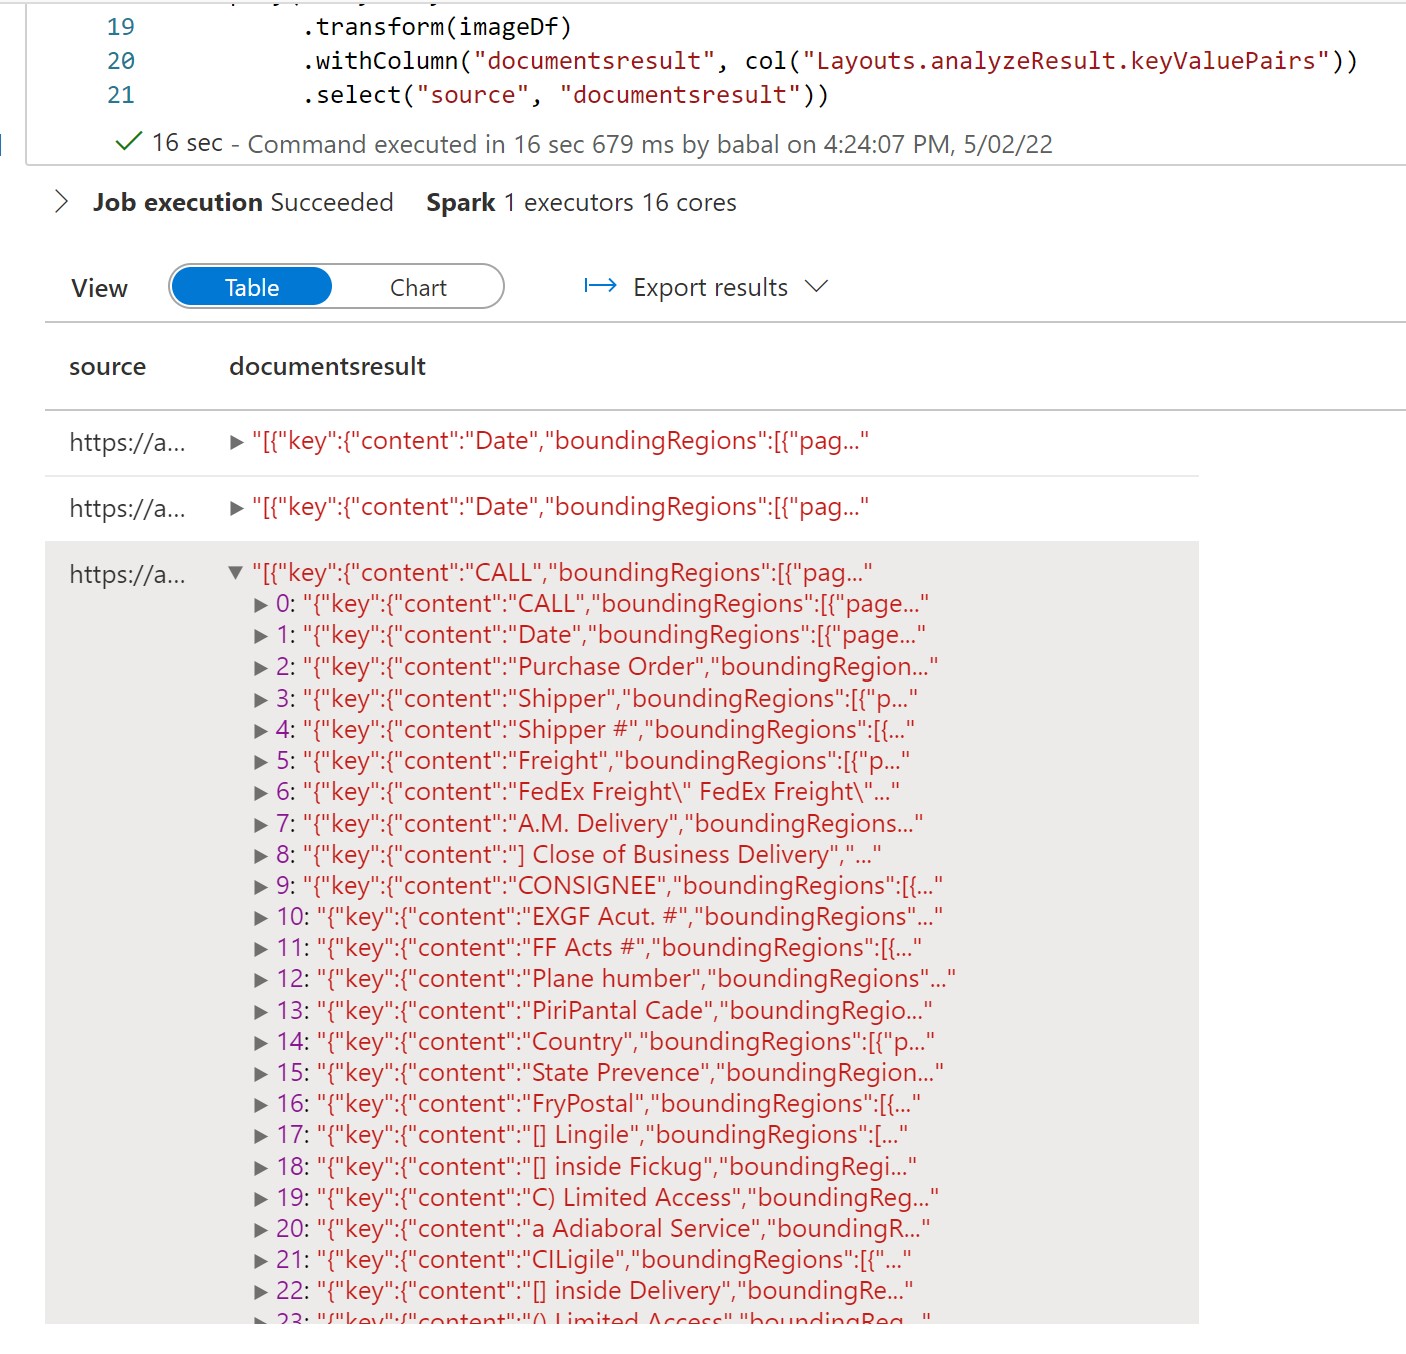 19 .transform(imageDf)
20 .withColumn("documentsresult", col("Layouts.analyzeResult.keyValuePairs"))
21 .select("source", "documentsresult"))
16 sec - Command executed in 16 sec 679 ms by babal on 4:24:07 PM, 5/02/22
Job execution Succeeded Spark 1 executors 16 cores
View Table Chart Export results
source documentsresult
https://a... "[{"key":{"content":"Date","boundingRegions":[{"pag..."
https://a... "[{"key":{"content":"Date","boundingRegions":[{"pag..."
https://a... "[{"key":{"content":"CALL","boundingRegions":[{"pag..."
0: "{"key":{"content":"CALL","boundingRegions":[{"page..."
1: "{"key":{"content":"Date","boundingRegions":[{"page..."
2: "{"key":{"content":"Purchase Order","boundingRegion..."
3: "{"key":{"content":"Shipper","boundingRegions":[{"p..."
4: "{"key":{"content":"Shipper #","boundingRegions":[{..."
5: "{"key":{"content":"Freight","boundingRegions":[{"p..."
6: "{"key":{"content":"FedEx Freight\" FedEx Freight\"..."
7: "{"key":{"content":"A.M. Delivery","boundingRegions..."
8: "{"key":{"content":"] Close of Business Delivery","..."
9: "{"key":{"content":"CONSIGNEE","boundingRegions":[{..."
10: "{"key":{"content":"EXGF Acut. #","boundingRegions"..."
11: "{"key":{"content":"FF Acts #","boundingRegions":[{..."
12: "{"key":{"content":"Plane humber","boundingRegions"..."
13: "{"key":{"content":"PiriPantal Cade","boundingRegio..."
14: "{"key":{"content":"Country","boundingRegions":[{"p..."
15: "{"key":{"content":"State Prevence","boundingRegion..."
16: "{"key":{"content":"FryPostal","boundingRegions":[{..."
17: "{"key":{"content":"[] Lingile","boundingRegions":[..."
18: "{"key":{"content":"[] inside Fickug","boundingRegi..."
19: "{"key":{"content":"C) Limited Access","boundingReg..."
20: "{"key":{"content":"a Adiaboral Service","boundingR..."
21: "{"key":{"content":"CILigile","boundingRegions":[{"..."
22: "{"key":{"content":"[] inside Delivery","boundingRe..."
23: "{"key":{"content":"() Limited Access","boundingReg..."